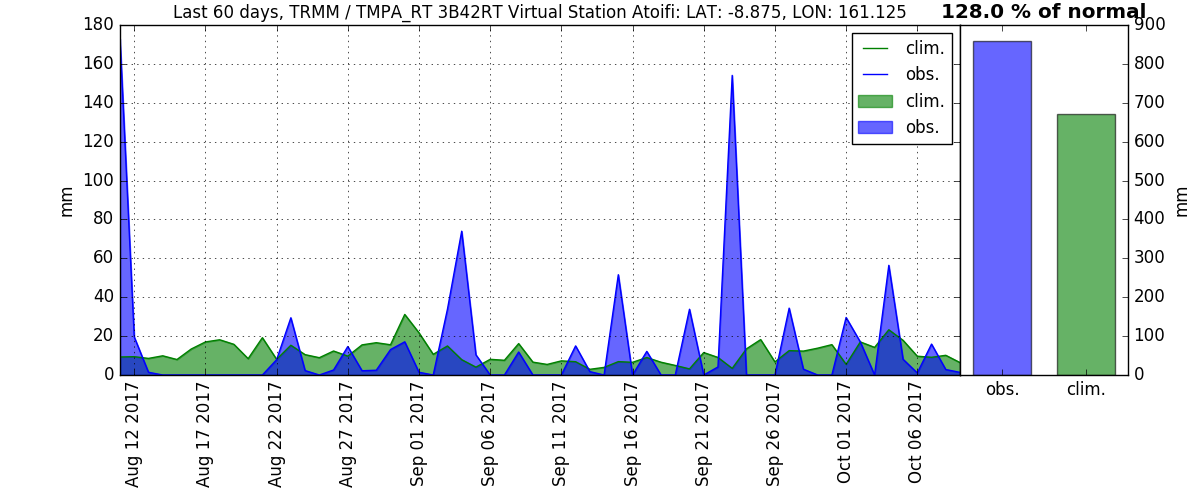 Last 60 days, TRMM / TMPA_RT 3B42RT Virtual Station Atoifi: LAT: -8.875, LON: 161.125
128.0 % of normal
180
160
140
120
100
80
60
40
20
0
mm
clim.
obs.
clim.
obs.
Aug 12 2017
Aug 17 2017
Aug 22 2017
Aug 27 2017
Sep 01 2017
Sep 06 2017
Sep 11 2017
Sep 16 2017
Sep 21 2017
Sep 26 2017
Oct 01 2017
Oct 06 2017
900
800
700
600
500
400
300
200
100
0
mm
obs.
clim.